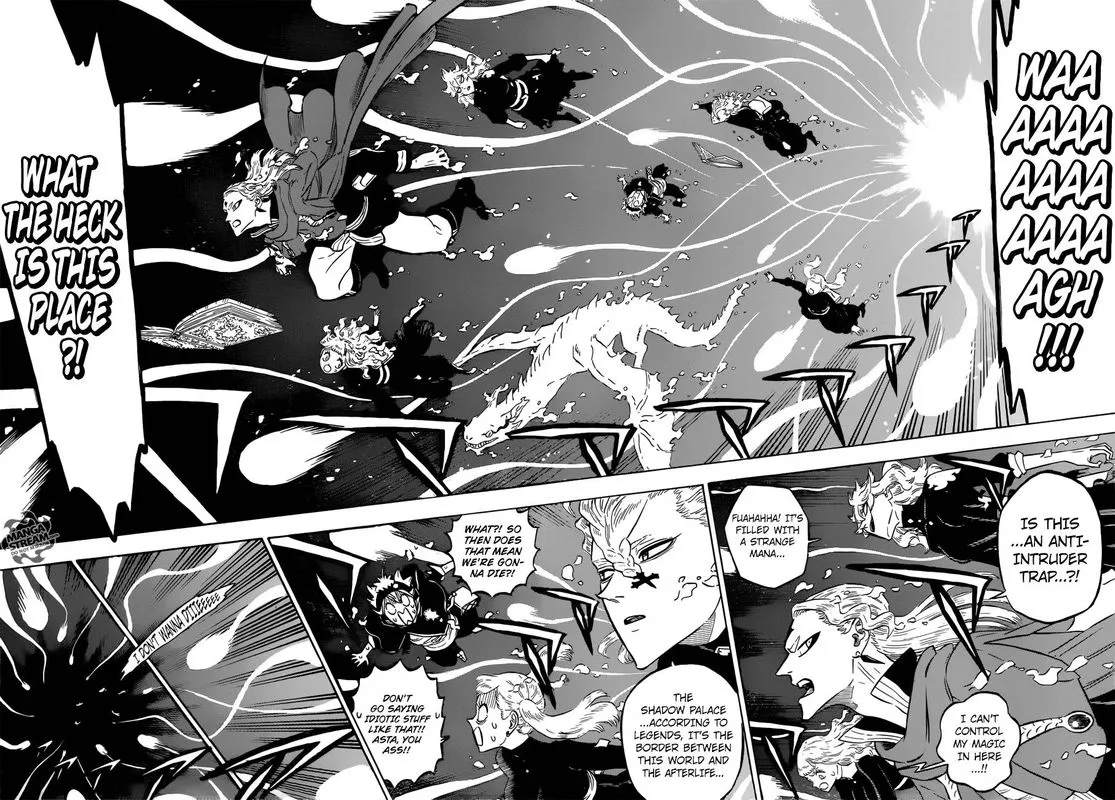 WAA
AAAA
AAAA
AAAA
AGH
!!!
WHAT
THE HECK
IS THIS
PLACE
?!
IS THIS
...AN ANTI-
INTRUDER
TRAP...?!
FUAHAHHA! IT'S
FILLED WITH
A STRANGE
MANA...
I CAN'T
CONTROL
MY MAGIC
IN HERE
...!!
THE
SHADOW PALACE
...ACCORDING TO
LEGENDS, IT'S THE
BORDER BETWEEN
THIS WORLD AND
THE AFTERLIFE...
WHAT?! SO
THEN DOES
THAT MEAN
WE'RE GON-
NA DIE?!
DON'T
GO SAYING
IDIOTIC STUFF
LIKE THAT!!
ASTA, YOU
ASS!!
I DON'T WANNA DIIIEEEEE
MANGA
STREAM